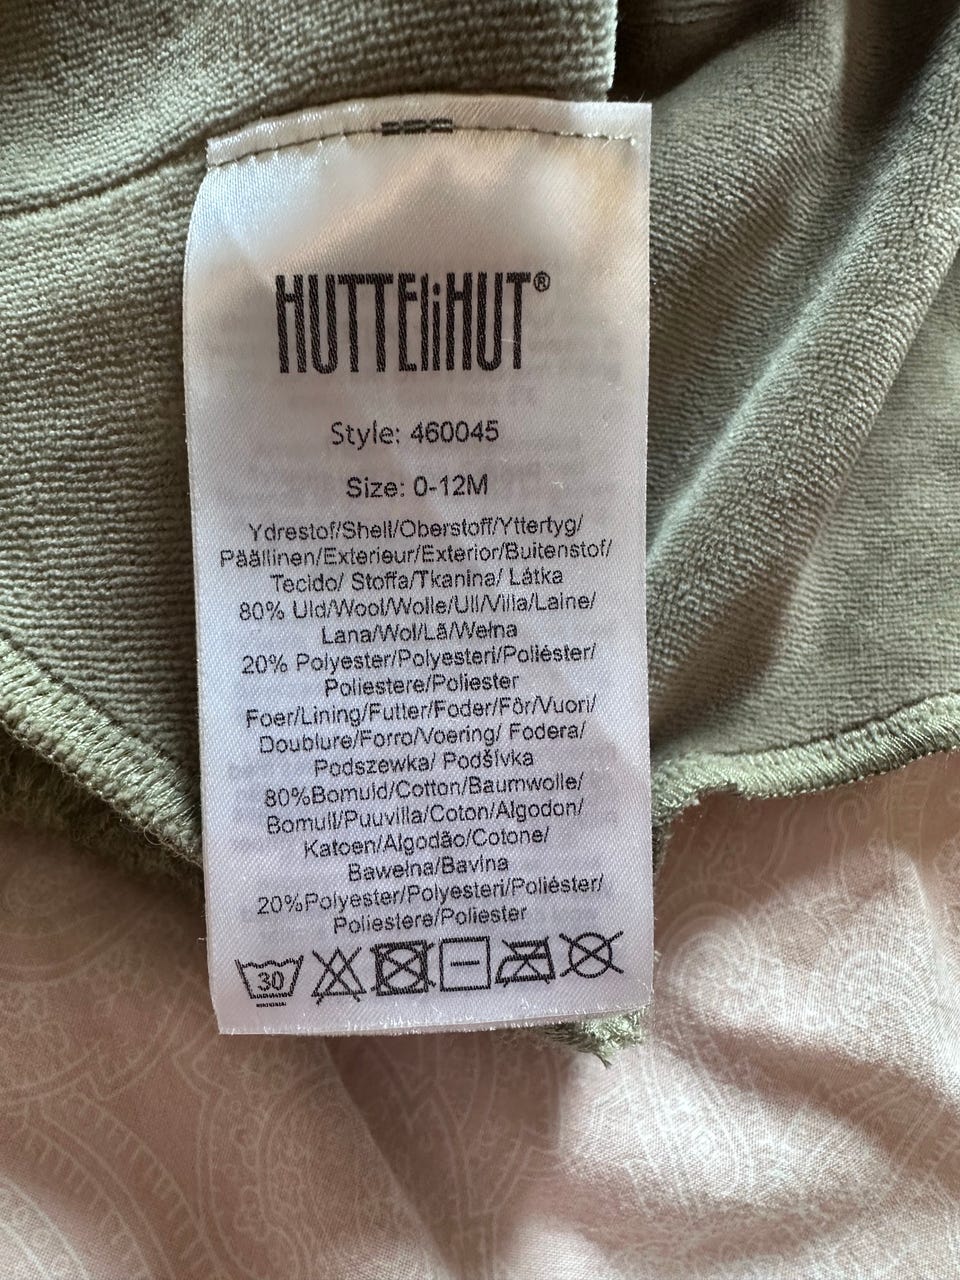 HUTTEliHUT®
Style: 460045
Size: 0-12M
Ydrestof/Shell/Oberstoff/Yttertyg/
Päällinen/Exterieur/Exterior/Buitenstof/
Tecido/ Stoffa/Tkanina/ Látka
80% Uld/Wool/Wolle/Ull/Villa/Laine/
Lana/Wol/Lã/Wełna
20% Polyester/Polyesteri/Poliéster/
Poliestere/Poliester
Foer/Lining/Futter/Foder/Fôr/Vuori/
Doublure/Forro/Voering/ Fodera/
Podszewka/ Podšívka
80%Bomuld/Cotton/Baumwolle/
Bomull/Puuvilla/Coton/Algodon/
Katoen/Algodão/Cotone/
Bawełna/Bavlna
20%Polyester/Polyesteri/Poliéster/
Poliestere/Poliester
30